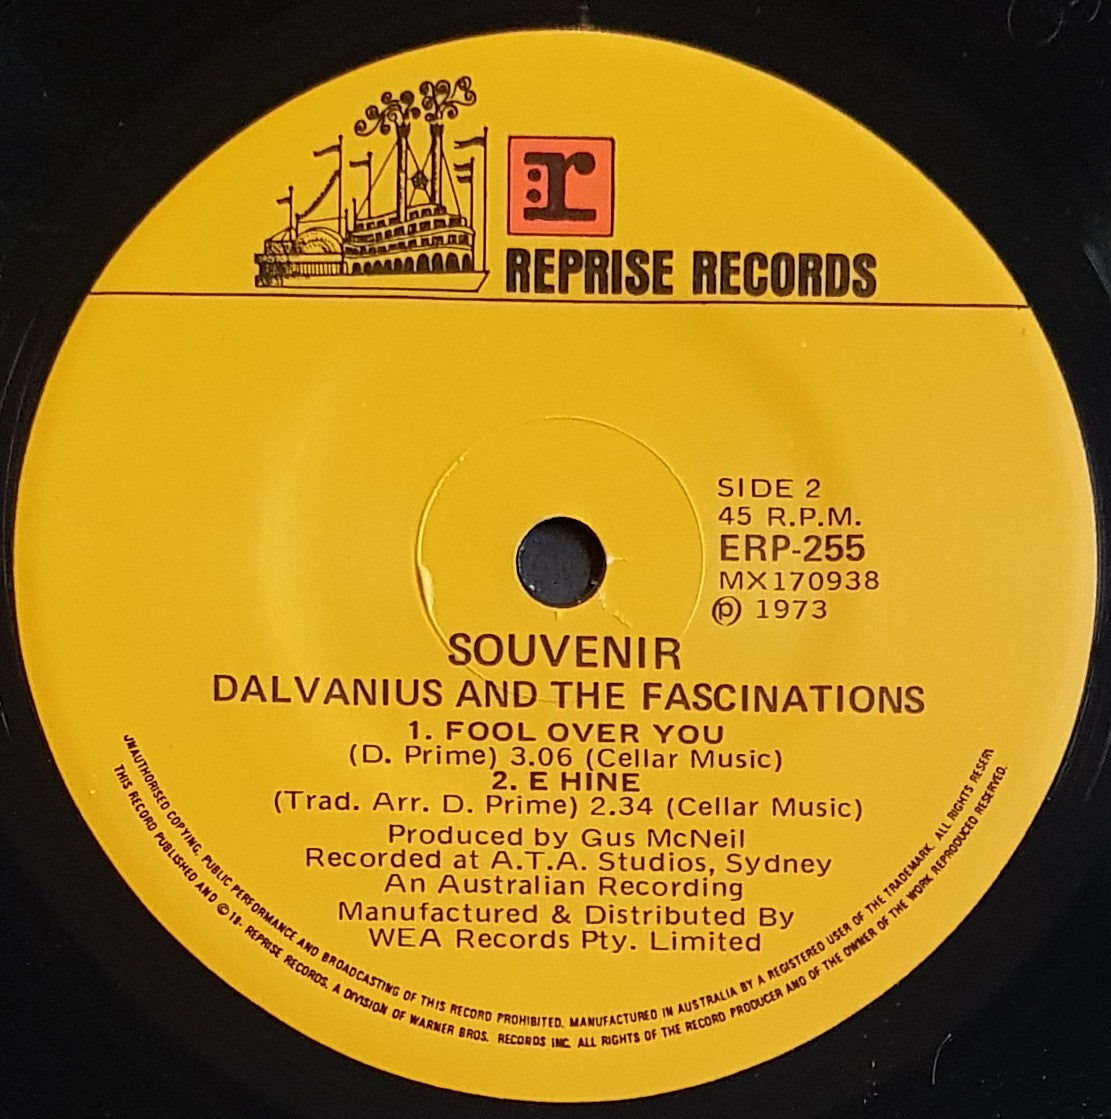 r
REPRISE RECORDS
SIDE 2
45 R.P.M.
ERP-255
MX170938
℗ 1973
SOUVENIR
DALVANIUS AND THE FASCINATIONS
1. FOOL OVER YOU
(D. Prime) 3.06 (Cellar Music)
2. E HINE
(Trad. Arr. D. Prime) 2.34 (Cellar Music)
Produced by Gus McNeil
Recorded at A.T.A. Studios, Sydney
An Australian Recording
Manufactured & Distributed By
WEA Records Pty. Limited
UNAUTHORISED COPYING, PUBLIC PERFORMANCE AND BROADCASTING OF THIS RECORD PROHIBITED. MANUFACTURED IN AUSTRALIA BY A REGISTERED USER OF THE TRADEMARK. ALL RIGHTS RESER
THIS RECORD PUBLISHED AND ©19- REPRISE RECORDS, A DIVISION OF WARNER BROS. RECORDS INC. ALL RIGHTS OF THE RECORD PRODUCER AND OF THE OWNER OF THE WORK REPRODUCED RESERVED.